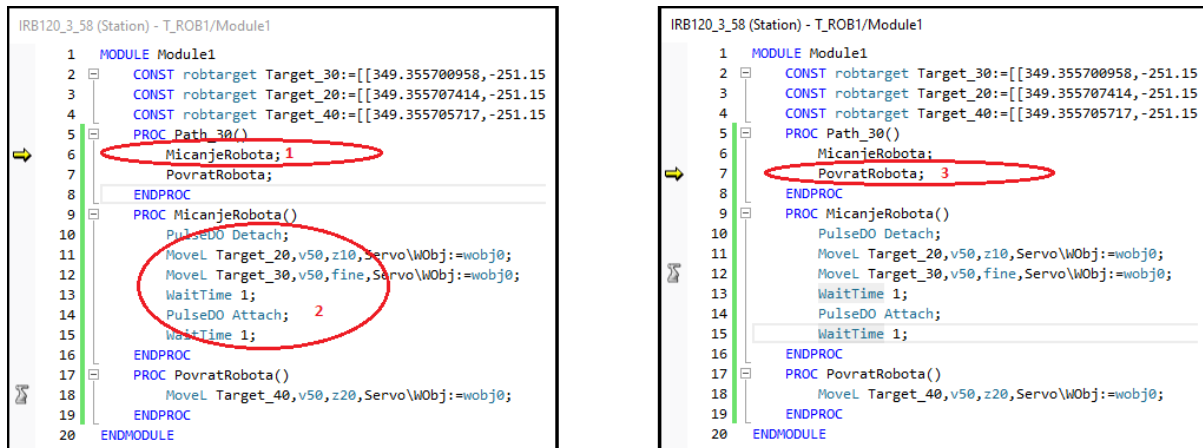 IRB120_3_58 (Station) - T_ROB1/Module1
1 MODULE Module1
2 CONST robtarget Target_30:=[[349.355700958,-251.15
3 CONST robtarget Target_20:=[[349.355707414,-251.15
4 CONST robtarget Target_40:=[[349.355705717,-251.15
5 PROC Path_30()
6 MicanjeRobota; 1
7 PovratRobota;
8 ENDPROC
9 PROC MicanjeRobota()
10 PulseDO Detach;
11 MoveL Target_20,v50,z10,Servo\WObj:=wobj0;
12 MoveL Target_30,v50,fine,Servo\WObj:=wobj0;
13 WaitTime 1;
14 PulseDO Attach; 2
15 WaitTime 1;
16 ENDPROC
17 PROC PovratRobota()
18 MoveL Target_40,v50,z20,Servo\WObj:=wobj0;
19 ENDPROC
20 ENDMODULE
IRB120_3_58 (Station) - T_ROB1/Module1
1 MODULE Module1
2 CONST robtarget Target_30:=[[349.355700958,-251.15
3 CONST robtarget Target_20:=[[349.355707414,-251.15
4 CONST robtarget Target_40:=[[349.355705717,-251.15
5 PROC Path_30()
6 MicanjeRobota;
7 PovratRobota; 3
8 ENDPROC
9 PROC MicanjeRobota()
10 PulseDO Detach;
11 MoveL Target_20,v50,z10,Servo\WObj:=wobj0;
12 MoveL Target_30,v50,fine,Servo\WObj:=wobj0;
13 WaitTime 1;
14 PulseDO Attach;
15 WaitTime 1;
16 ENDPROC
17 PROC PovratRobota()
18 MoveL Target_40,v50,z20,Servo\WObj:=wobj0;
19 ENDPROC
20 ENDMODULE